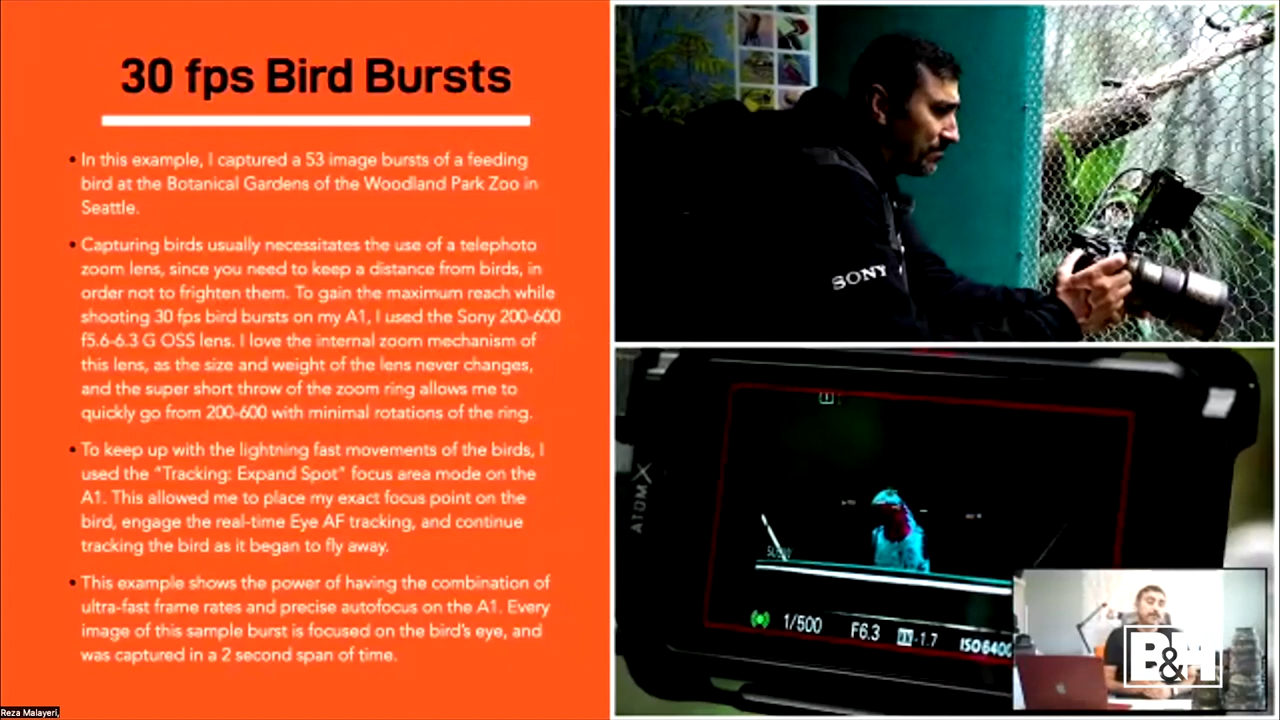 30 fps Bird Bursts
• In this example, I captured a 53 image bursts of a feeding
bird at the Botanical Gardens of the Woodland Park Zoo in
Seattle.
• Capturing birds usually necessitates the use of a telephoto
zoom lens, since you need to keep a distance from birds, in
order not to frighten them. To gain the maximum reach while
shooting 30 fps bird bursts on my A1, I used the Sony 200-600
f5.6-6.3 G OSS lens. I love the internal zoom mechanism of
this lens, as the size and weight of the lens never changes,
and the super short throw of the zoom ring allows me to
quickly go from 200-600 with minimal rotations of the ring.
• To keep up with the lightning fast movements of the birds, I
used the “Tracking: Expand Spot” focus area mode on the
A1. This allowed me to place my exact focus point on the
bird, engage the real-time Eye AF tracking, and continue
tracking the bird as it began to fly away.
• This example shows the power of having the combination of
ultra-fast frame rates and precise autofocus on the A1. Every
image of this sample burst is focused on the bird's eye, and
was captured in a 2 second span of time.
SONY
ATOMX
1/500 F6.3 -1.7 ISO6400
B&H
Reza Malayeri,